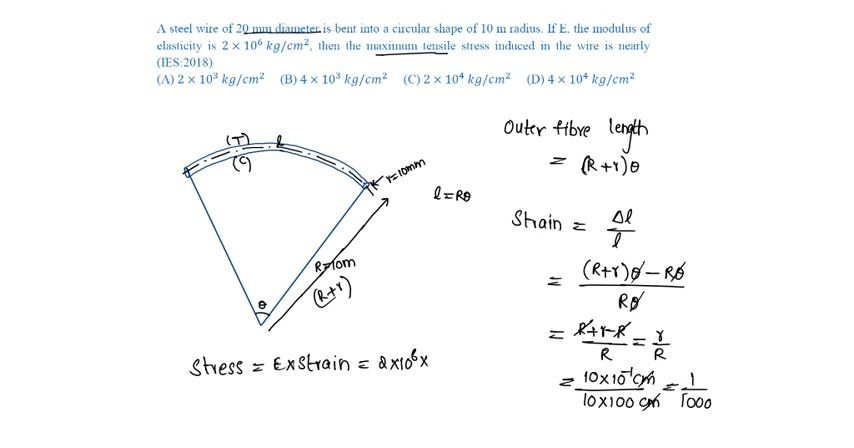 A steel wire of 20 mm diameter is bent into a circular shape of 10 m radius. If E, the modulus of
elasticity is 2 × 10⁶ kg/cm², then the maximum tensile stress induced in the wire is nearly
(IES:2018)
(A) 2 × 10³ kg/cm² (B) 4 × 10³ kg/cm² (C) 2 × 10⁴ kg/cm² (D) 4 × 10⁴ kg/cm²
(T) l
(C)
r=10mm
R=10m
(R+r)
θ
l=Rθ
Stress = E×Strain = 2×10⁶×
Outer fibre length
= (R+r)θ
Strain = Δl/l
= (R+r)θ-Rθ/Rθ
= R+r-R/R = r/R
= 10×10⁻¹cm/10×100 cm = 1/1000